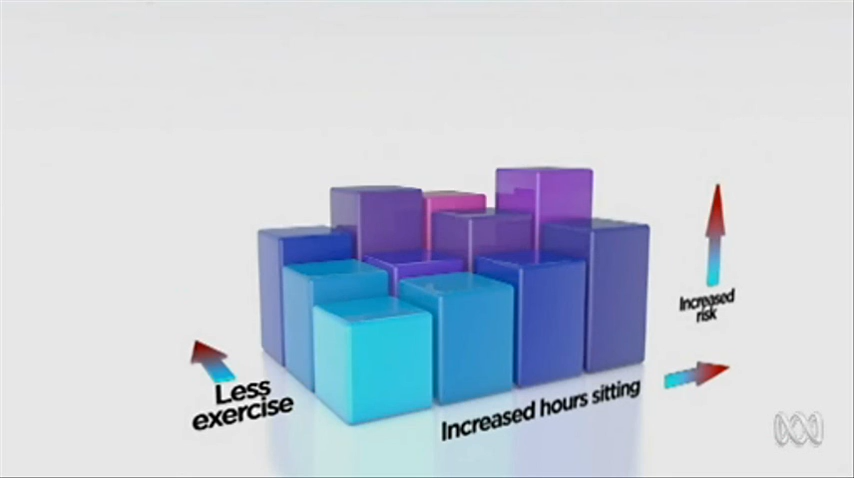 Less
exercise
Increased hours sitting
Increased
risk